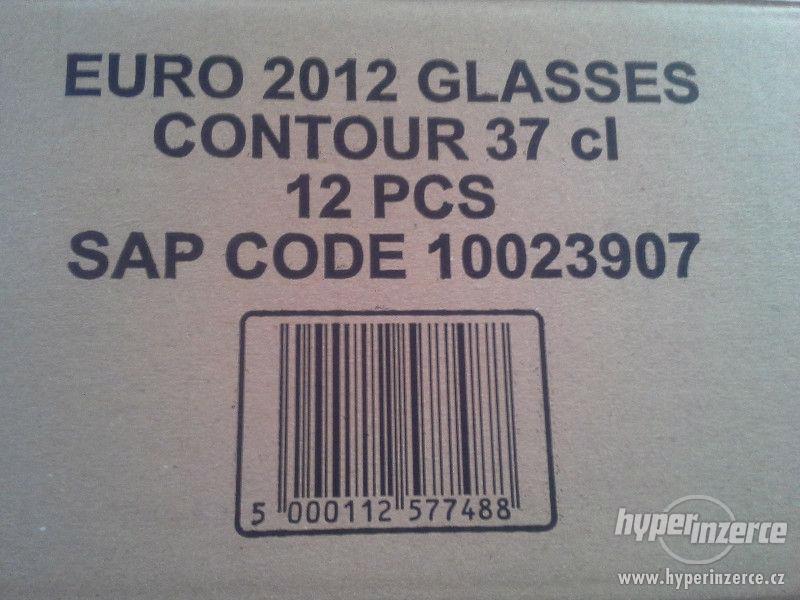 EURO 2012 GLASSES
CONTOUR 37 cl
12 PCS
SAP CODE 10023907
5 000112 577488
hyperinzerce
www.hyperinzerce.cz